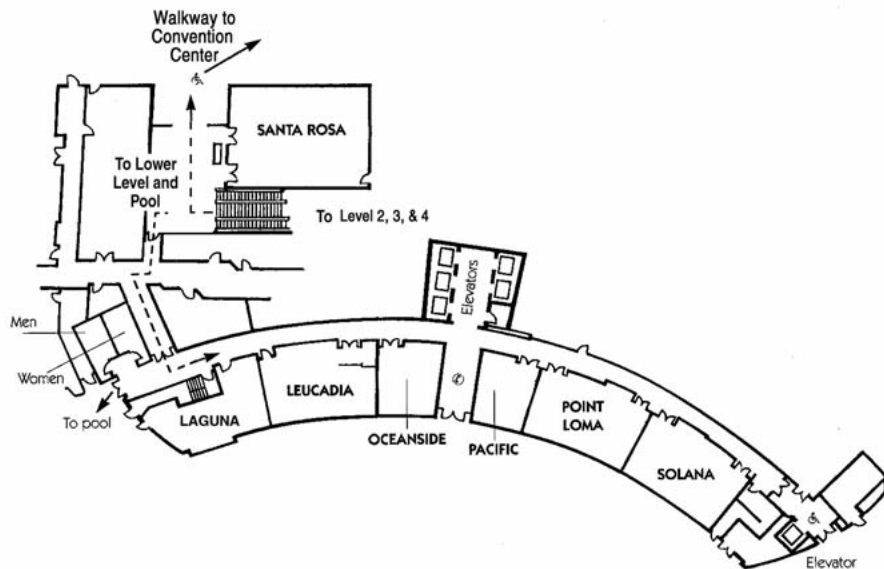 Walkway to
Convention
Center
SANTA ROSA
To Lower
Level and
Pool
To Level 2, 3, & 4
Elevators
Men
Women
To pool
LAGUNA
LEUCADIA
OCEANSIDE
PACIFIC
POINT
LOMA
SOLANA
Elevator